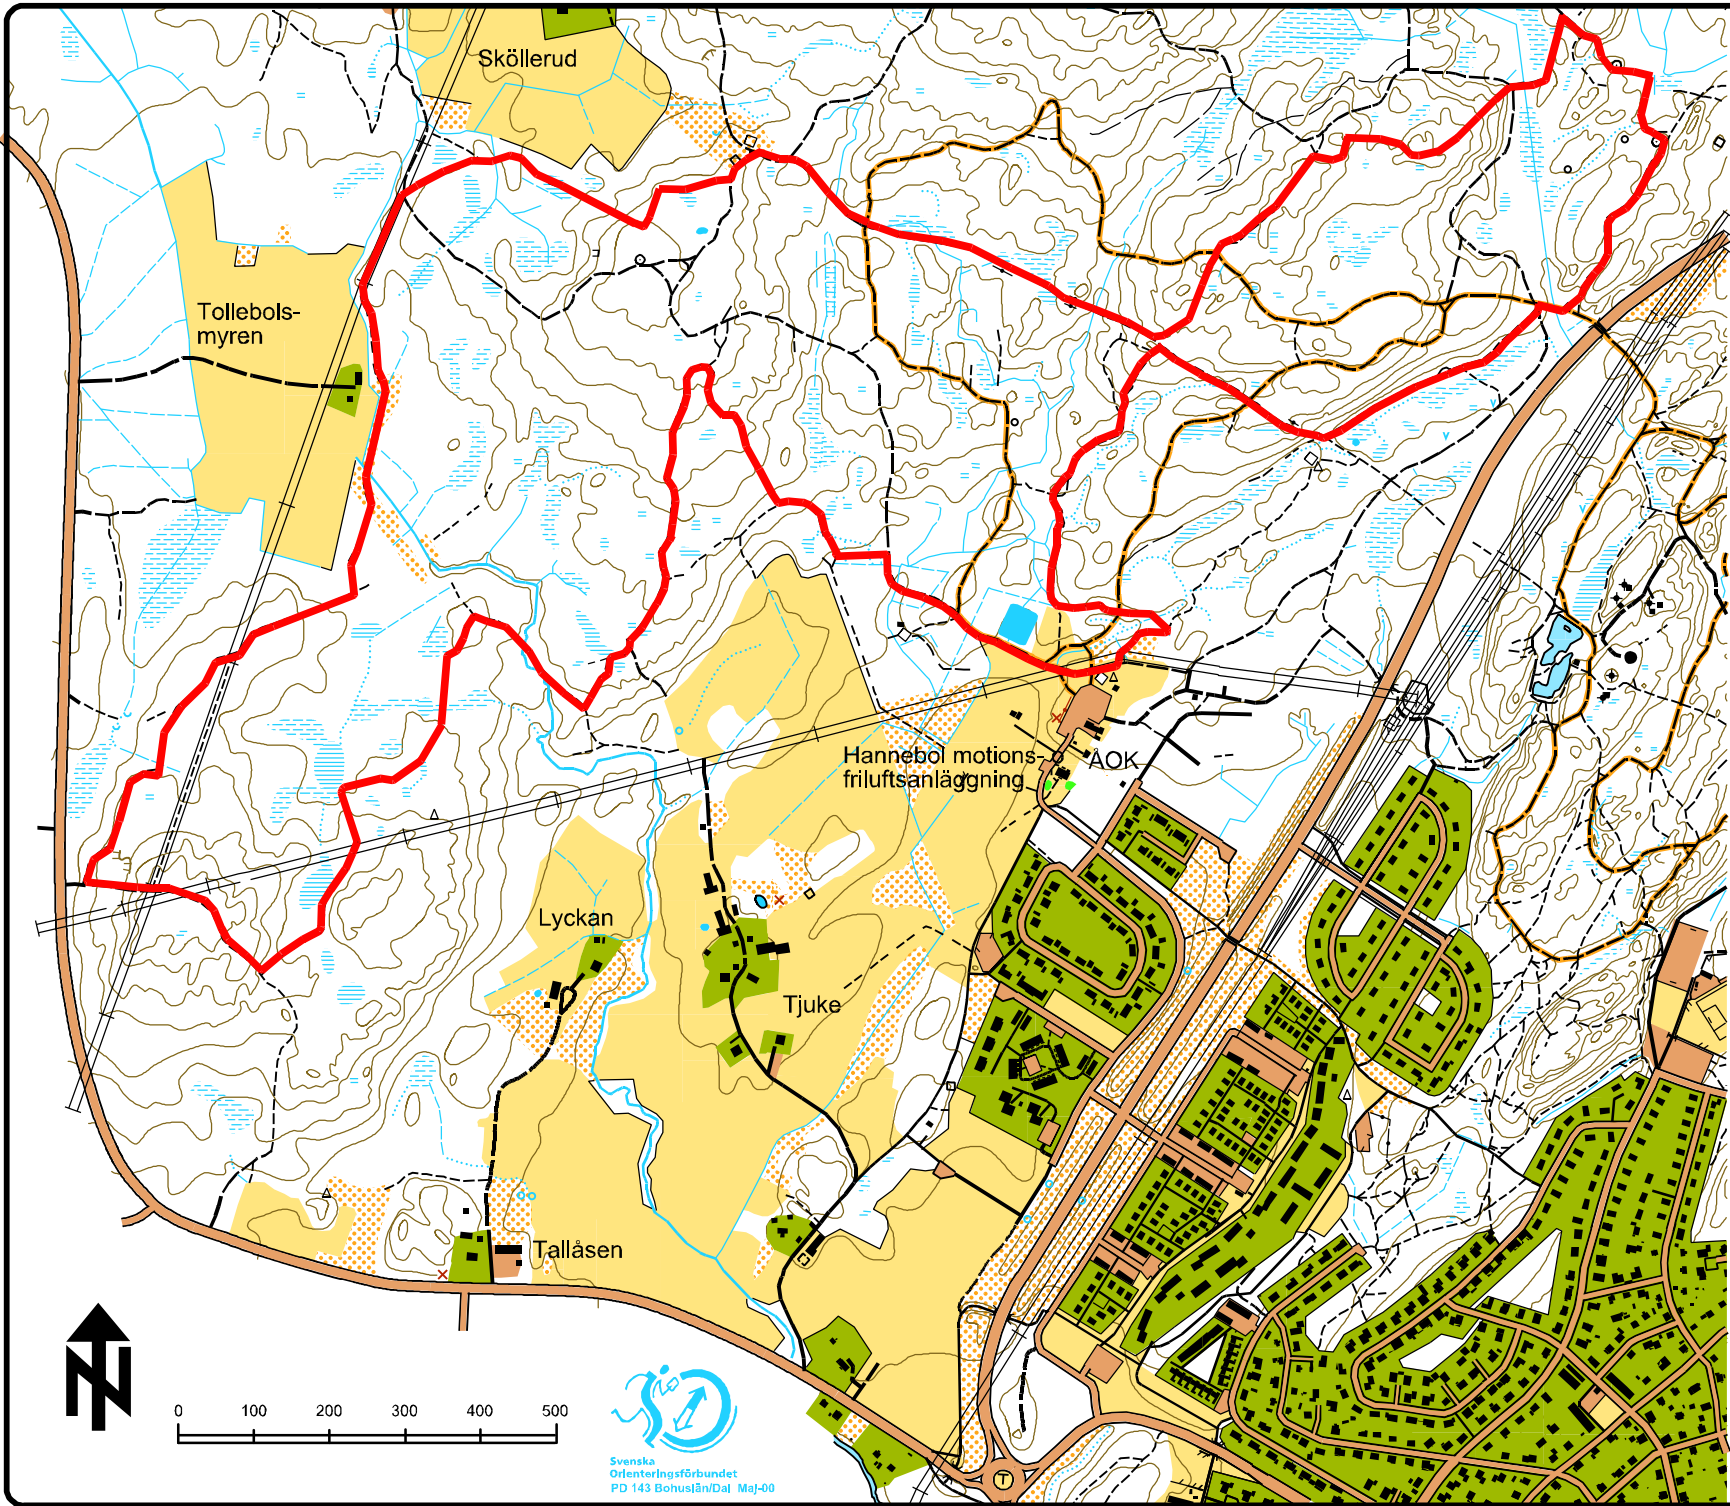 Sköllerud
Tollebols-
myren
Hannebol motions- o
friluftsanläggning
ÅOK
Lyckan
Tjuke
Tallåsen
N
0 100 200 300 400 500
Svenska
Orienteringsförbundet
PD 143 Bohuslän/Dal Maj-00
T